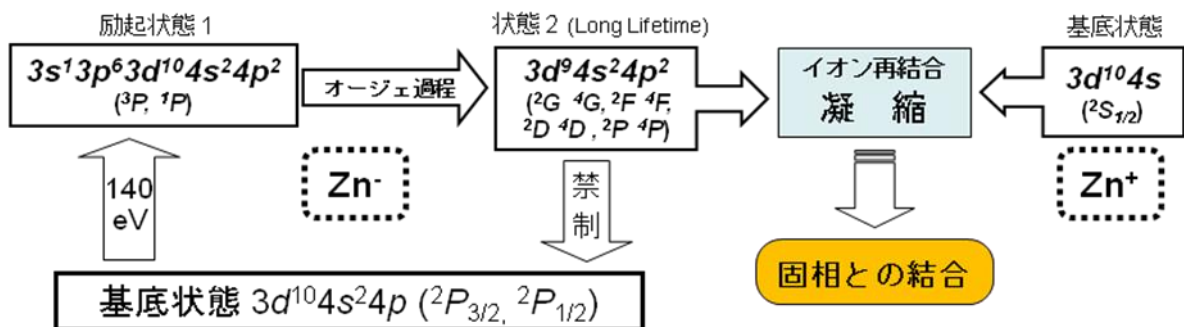 励起状態 1
3s¹3p⁶3d¹⁰4s²4p²
(³P, ¹P)
オージェ過程
状態 2 (Long Lifetime)
3d⁹4s²4p²
(²G ⁴G, ²F ⁴F,
²D ⁴D , ²P ⁴P)
イオン再結合
凝 縮
基底状態
3d¹⁰4s
(²S₁/₂)
140
eV
Zn⁻
禁
制
Zn⁺
固相との結合
基底状態 3d¹⁰4s²4p (²P₃/₂, ²P₁/₂)